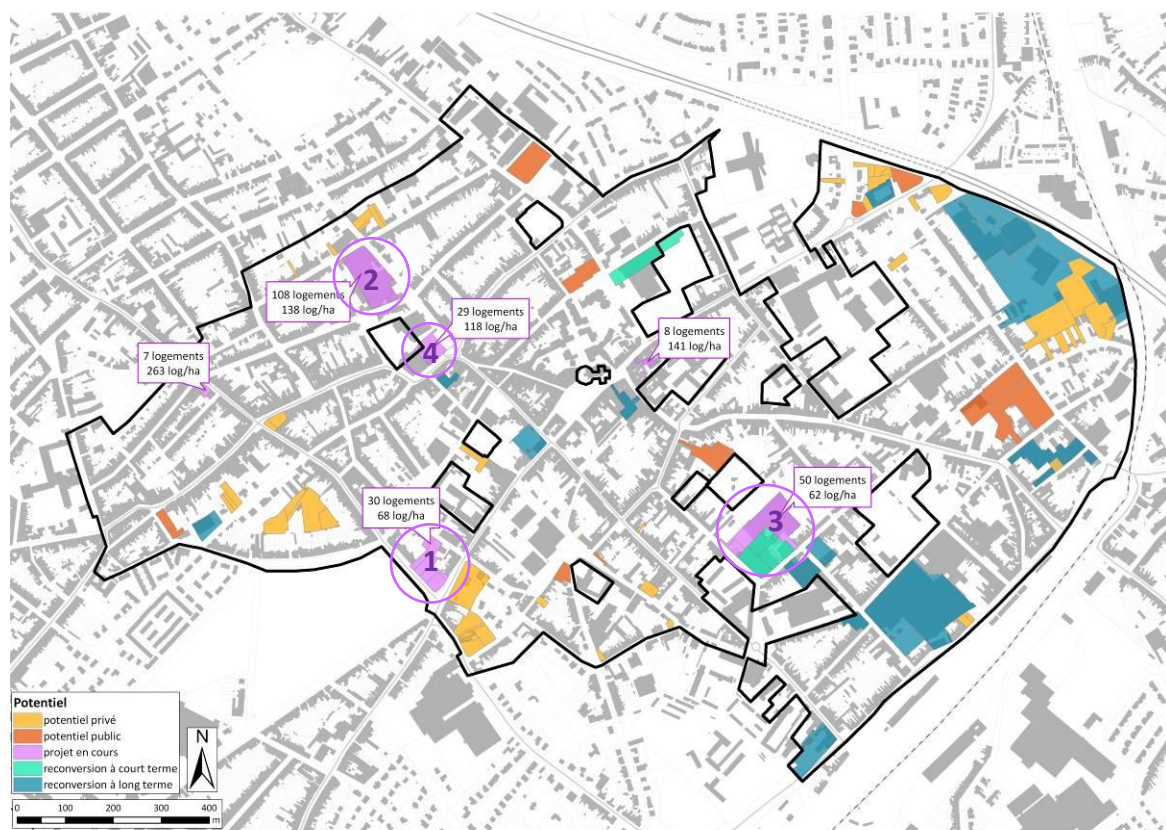 2
108 logements
138 log/ha
29 logements
118 log/ha
4
8 logements
141 log/ha
7 logements
263 log/ha
50 logements
62 log/ha
3
30 logements
68 log/ha
1
Potentiel
potentiel privé
potentiel public
projet en cours
reconversion à court terme
reconversion à long terme
N
0 100 200 300 400
m